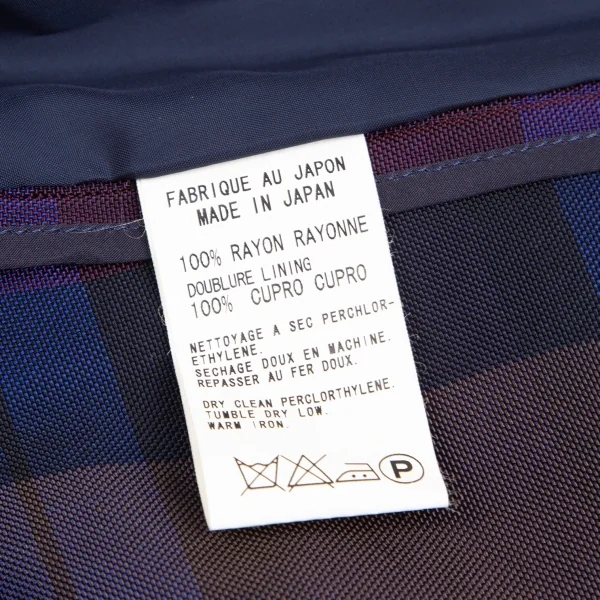 FABRIQUE AU JAPON
MADE IN JAPAN
100% RAYON RAYONNE
DOUBLURE LINING
100% CUPRO CUPRO
NETTOYAGE A SEC PERCHLOR-
ETHYLENE.
SECHAGE DOUX EN MACHINE.
REPASSER AU FER DOUX.
DRY CLEAN PERCLORTHYLENE.
TUMBLE DRY LOW.
WARM IRON.
P